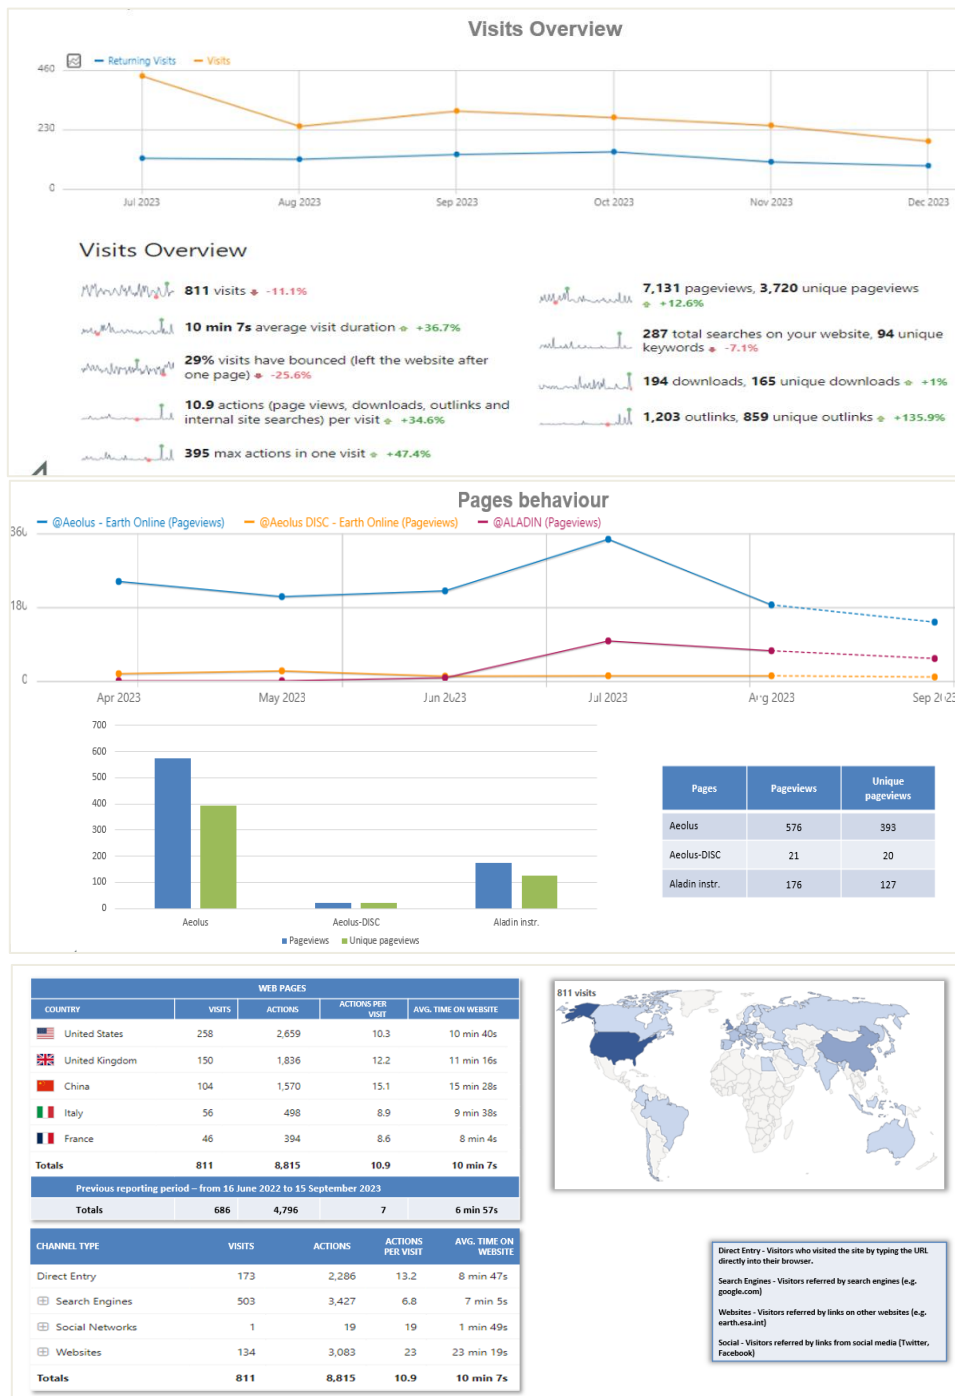 Visits Overview
Returning Visits Visits
460
230
0
Jul 2023 Aug 2023 Sep 2023 Oct 2023 Nov 2023 Dec 2023
Visits Overview
811 visits -11.1%
10 min 7s average visit duration +36.7%
29% visits have bounced (left the website after
one page) -25.6%
10.9 actions (page views, downloads, outlinks and
internal site searches) per visit +34.6%
395 max actions in one visit +47.4%
7,131 pageviews, 3,720 unique pageviews
+12.6%
287 total searches on your website, 94 unique
keywords -7.1%
194 downloads, 165 unique downloads +1%
1,203 outlinks, 859 unique outlinks +135.9%
Pages behaviour
@Aeolus - Earth Online (Pageviews) @Aeolus DISC - Earth Online (Pageviews) @ALADIN (Pageviews)
360
180
0
Apr 2023 May 2023 Jun 2023 Jul 2023 Aug 2023 Sep 2023
700
600
500
400
300
200
100
0
Aeolus Aeolus-DISC Aladin instr.
Pageviews Unique pageviews
Pages Pageviews Unique
pageviews
Aeolus 576 393
Aeolus-DISC 21 20
Aladin instr. 176 127
WEB PAGES
COUNTRY VISITS ACTIONS ACTIONS PER
VISIT AVG. TIME ON WEBSITE
United States 258 2,659 10.3 10 min 40s
United Kingdom 150 1,836 12.2 11 min 16s
China 104 1,570 15.1 15 min 28s
Italy 56 498 8.9 9 min 38s
France 46 394 8.6 8 min 4s
Totals 811 8,815 10.9 10 min 7s
Previous reporting period – from 16 June 2022 to 15 September 2023
Totals 686 4,796 7 6 min 57s
811 visits
CHANNEL TYPE VISITS ACTIONS ACTIONS
PER VISIT AVG. TIME ON
WEBSITE
Direct Entry 173 2,286 13.2 8 min 47s
Search Engines 503 3,427 6.8 7 min 5s
Social Networks 1 19 19 1 min 49s
Websites 134 3,083 23 23 min 19s
Totals 811 8,815 10.9 10 min 7s
Direct Entry - Visitors who visited the site by typing the URL
directly into their browser.
Search Engines - Visitors referred by search engines (e.g.
google.com)
Websites - Visitors referred by links on other websites (e.g.
earth.esa.int)
Social - Visitors referred by links from social media (Twitter,
Facebook)